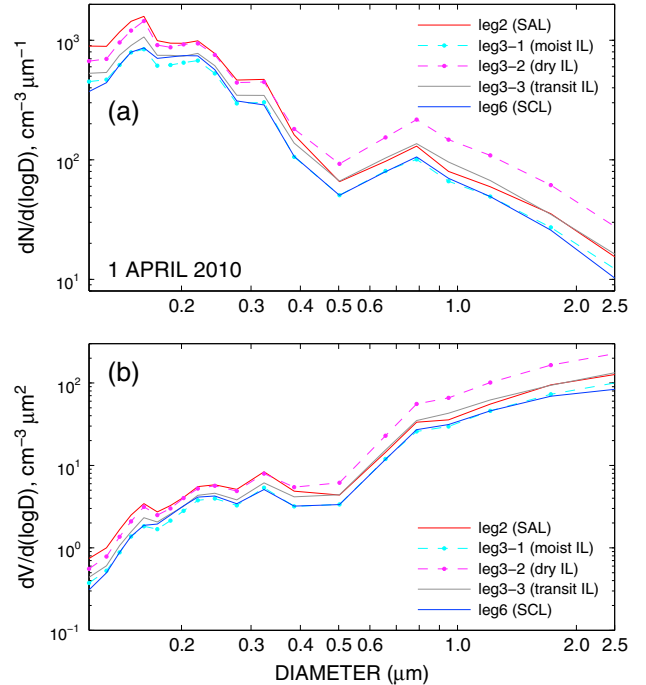 10³
10²
10¹
dN/d(logD), cm⁻³ μm⁻¹
(a)
1 APRIL 2010
leg2 (SAL)
leg3−1 (moist IL)
leg3−2 (dry IL)
leg3−3 (transit IL)
leg6 (SCL)
0.2 0.3 0.4 0.5 0.6 1.0 2.0 2.5
10²
10¹
10⁰
10⁻¹
dV/d(logD), cm⁻³ μm²
(b)
leg2 (SAL)
leg3−1 (moist IL)
leg3−2 (dry IL)
leg3−3 (transit IL)
leg6 (SCL)
0.2 0.3 0.4 0.5 0.6 1.0 2.0 2.5
DIAMETER (μm)